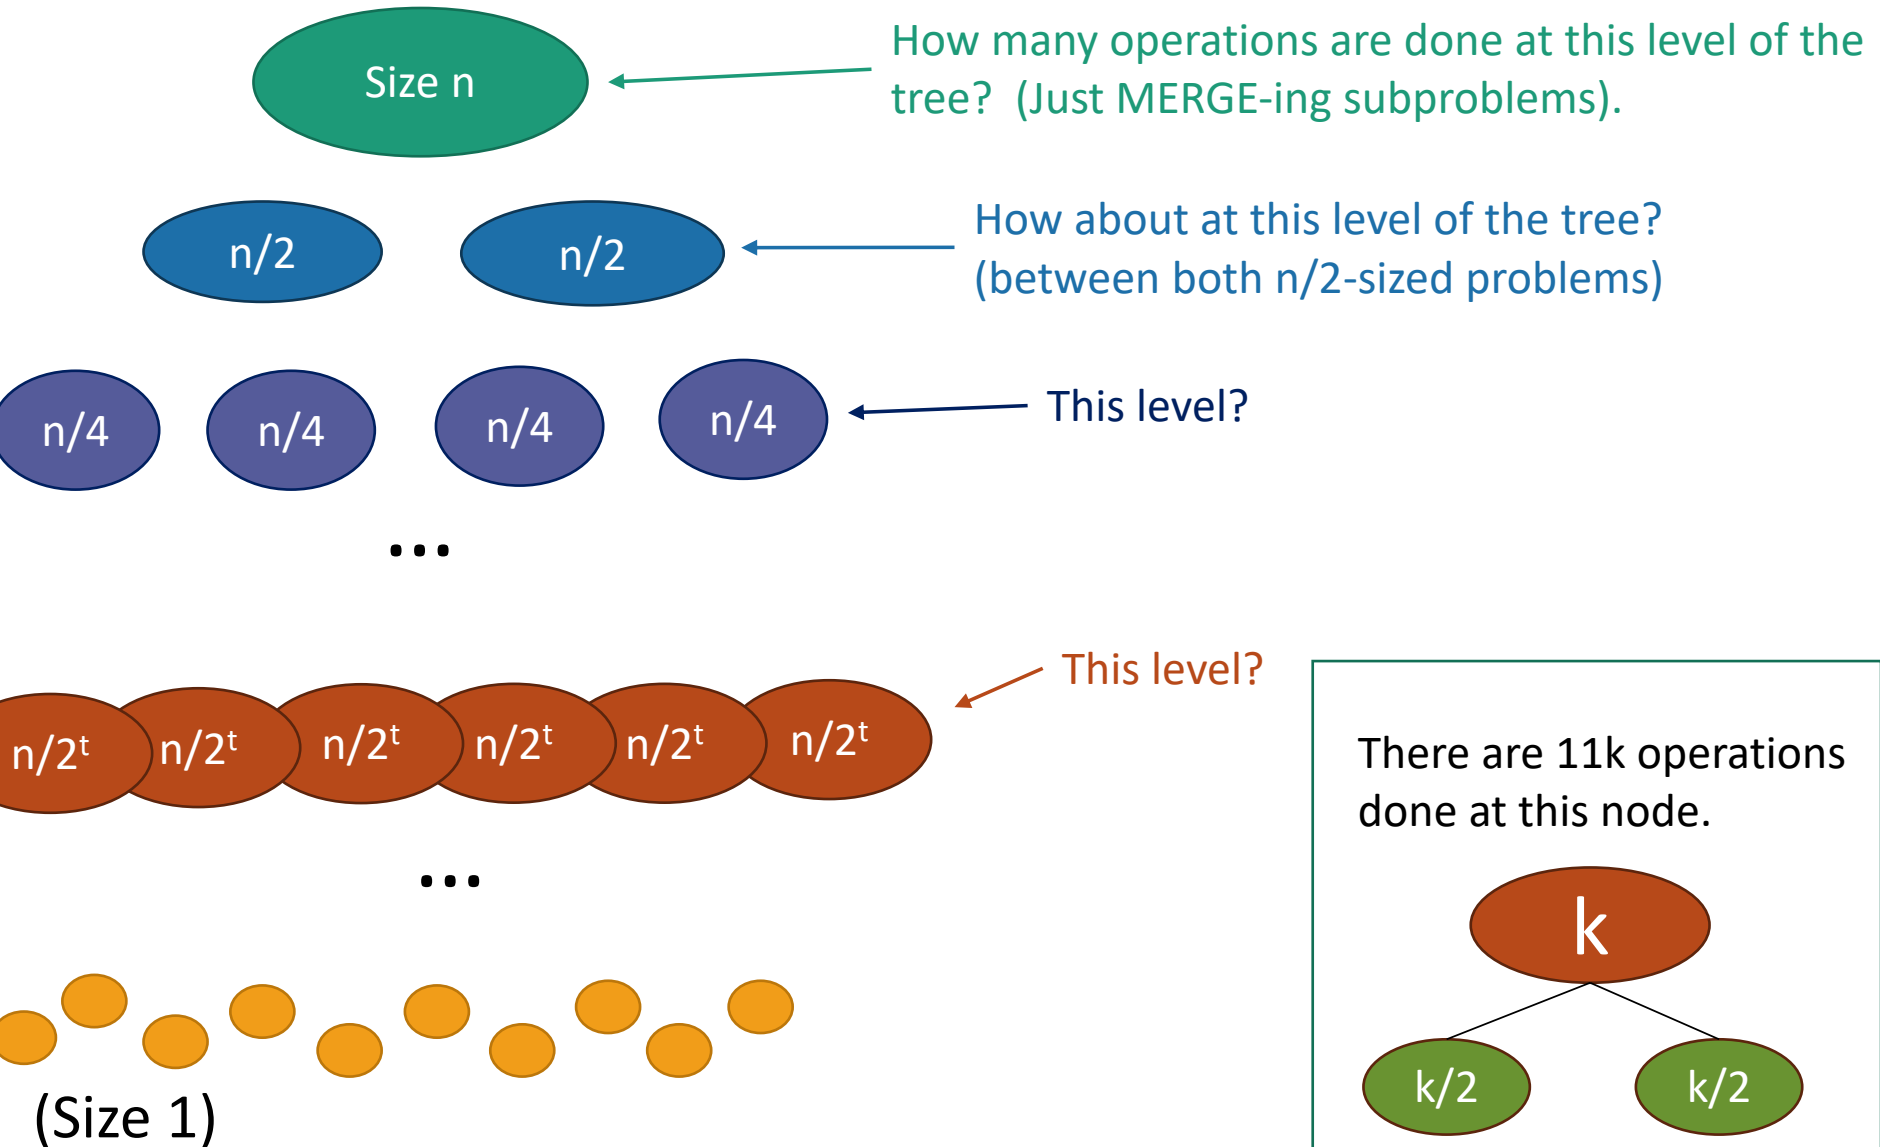 Size n
How many operations are done at this level of the
tree?  (Just MERGE-ing subproblems).
n/2
n/2
How about at this level of the tree?
(between both n/2-sized problems)
n/4
n/4
n/4
n/4
This level?
...
This level?
n/2ᵗ
n/2ᵗ
n/2ᵗ
n/2ᵗ
n/2ᵗ
n/2ᵗ
...
(Size 1)
There are 11k operations
done at this node.
k
k/2
k/2